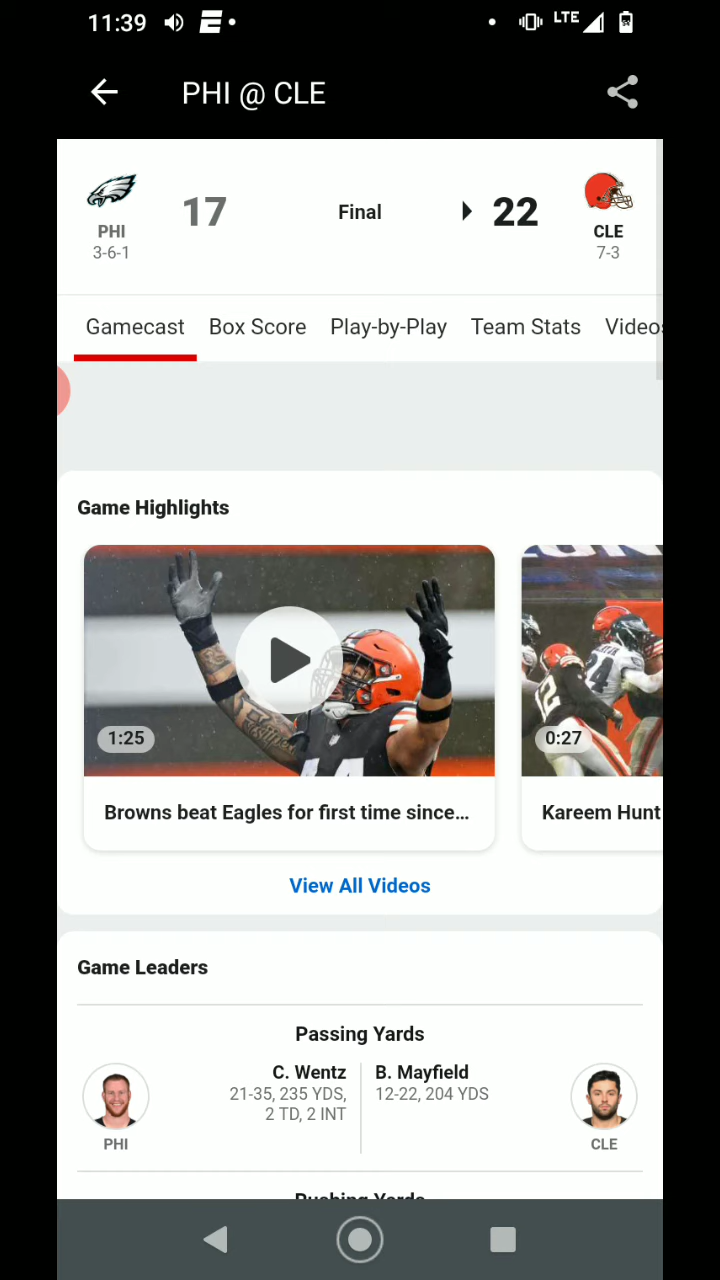 11:39
LTE
PHI @ CLE
PHI
3-6-1
17
Final
22
CLE
7-3
Gamecast
Box Score
Play-by-Play
Team Stats
Videos
Game Highlights
1:25
0:27
Browns beat Eagles for first time since...
Kareem Hunt
View All Videos
Game Leaders
Passing Yards
C. Wentz
21-35, 235 YDS,
2 TD, 2 INT
B. Mayfield
12-22, 204 YDS
PHI
CLE
Rushing Yards